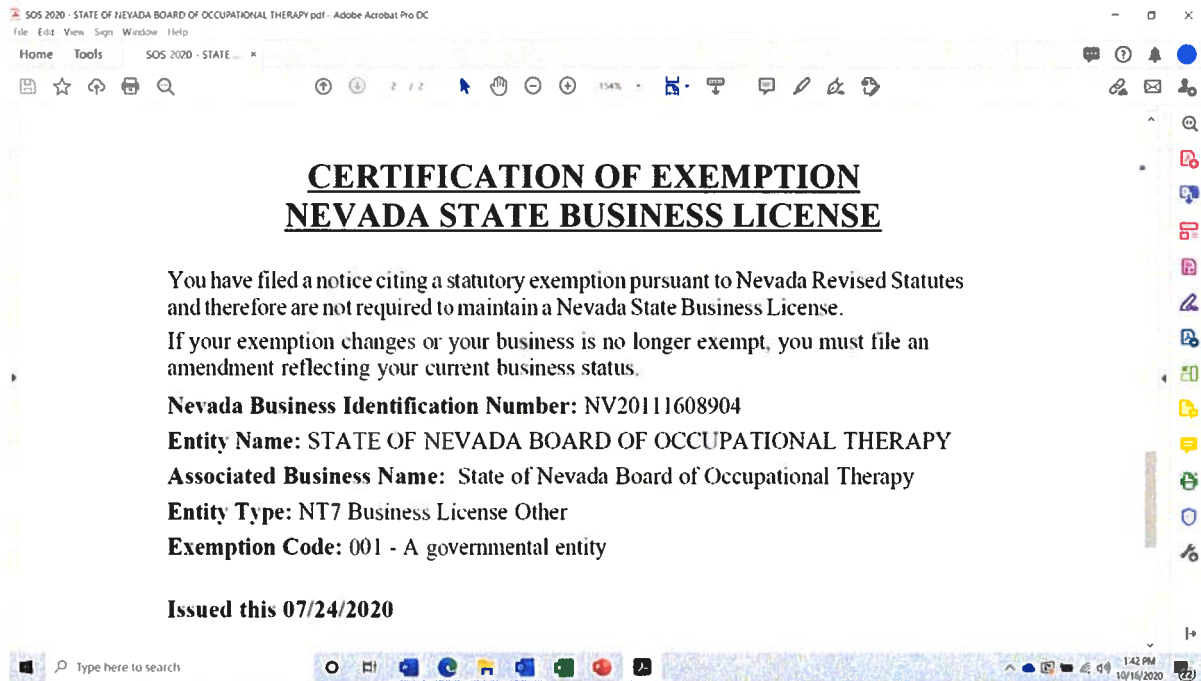 SOS 2020 - STATE OF NEVADA BOARD OF OCCUPATIONAL THERAPY pdf - Adobe Acrobat Pro DC
File Edit View Sign Window Help
Home Tools SOS 2020 - STATE ... ×
2 / 2 154%
CERTIFICATION OF EXEMPTION
NEVADA STATE BUSINESS LICENSE
You have filed a notice citing a statutory exemption pursuant to Nevada Revised Statutes
and therefore are not required to maintain a Nevada State Business License.
If your exemption changes or your business is no longer exempt, you must file an
amendment reflecting your current business status.
Nevada Business Identification Number: NV20111608904
Entity Name: STATE OF NEVADA BOARD OF OCCUPATIONAL THERAPY
Associated Business Name: State of Nevada Board of Occupational Therapy
Entity Type: NT7 Business License Other
Exemption Code: 001 - A governmental entity
Issued this 07/24/2020
Type here to search
1:42 PM
10/16/2020
22